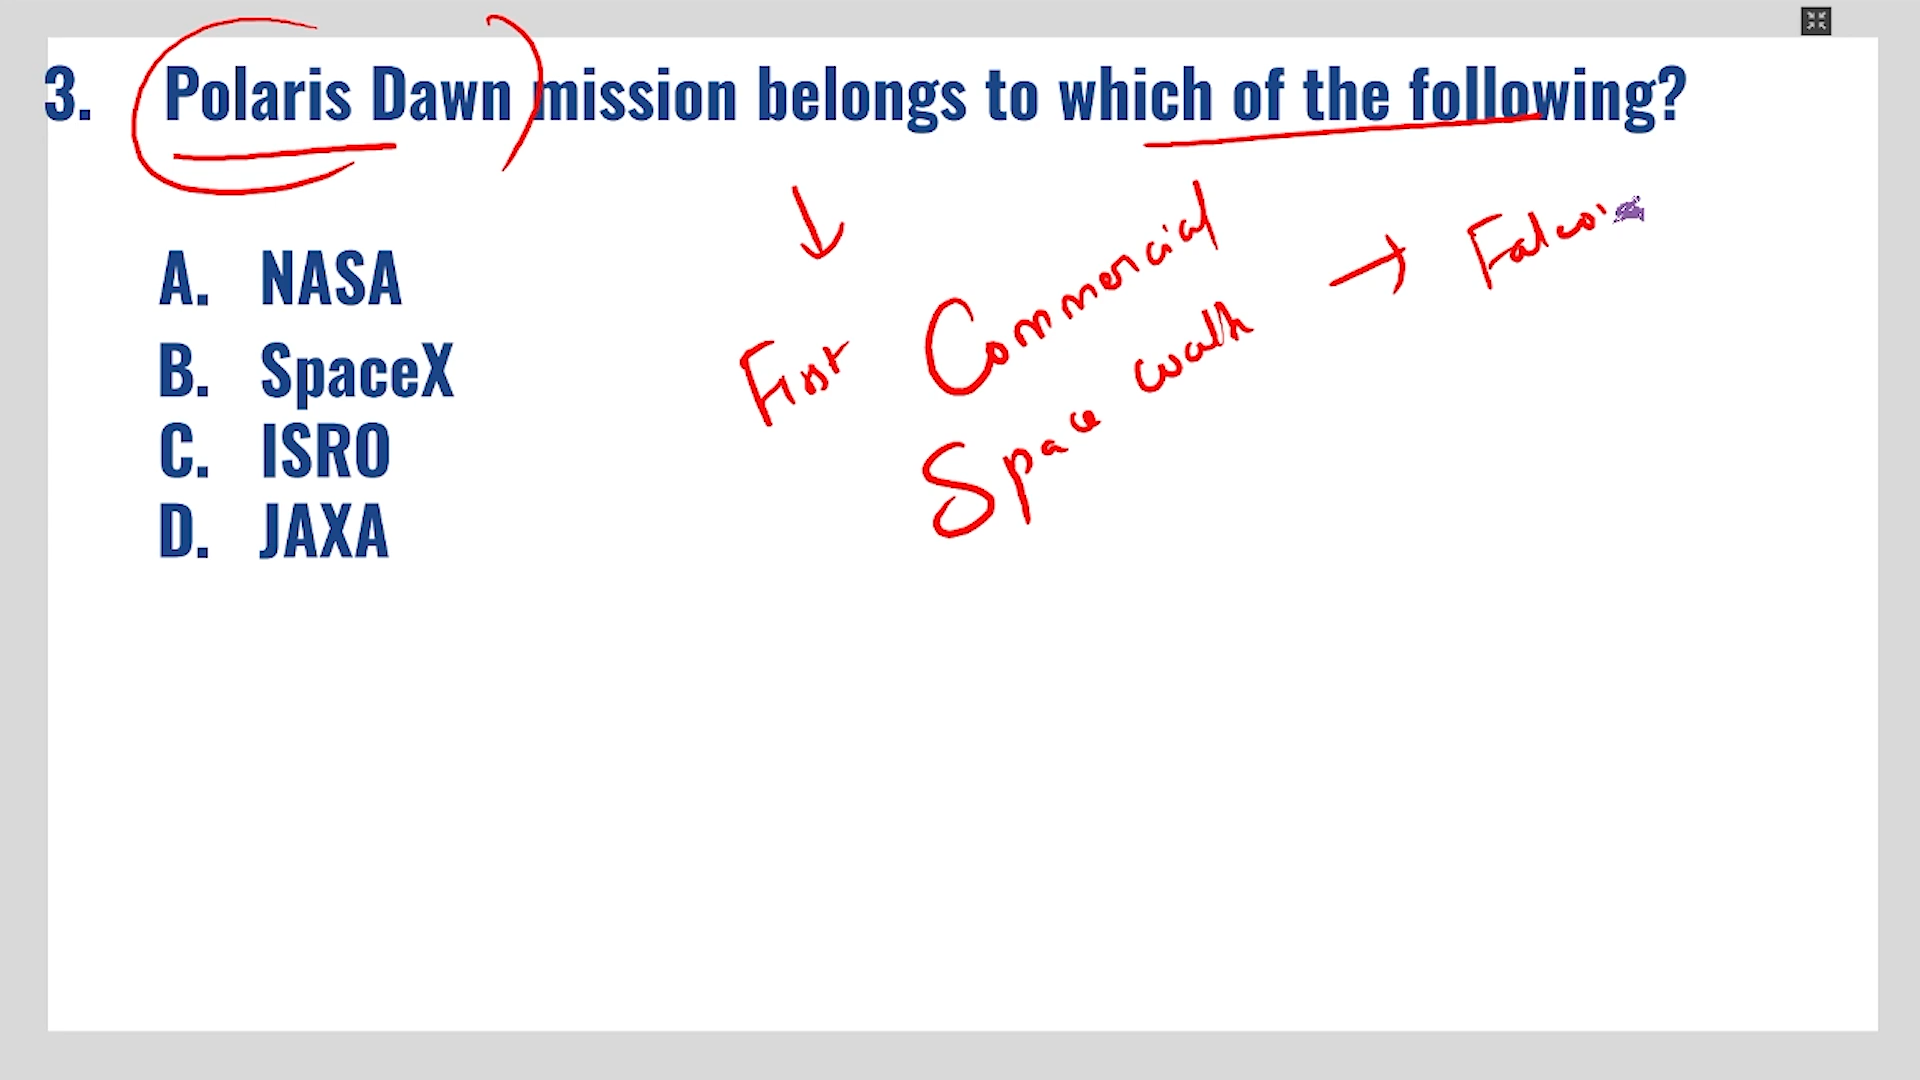 3. Polaris Dawn mission belongs to which of the following?
A. NASA
B. SpaceX
C. ISRO
D. JAXA
First Commercial
Space walk → Falco